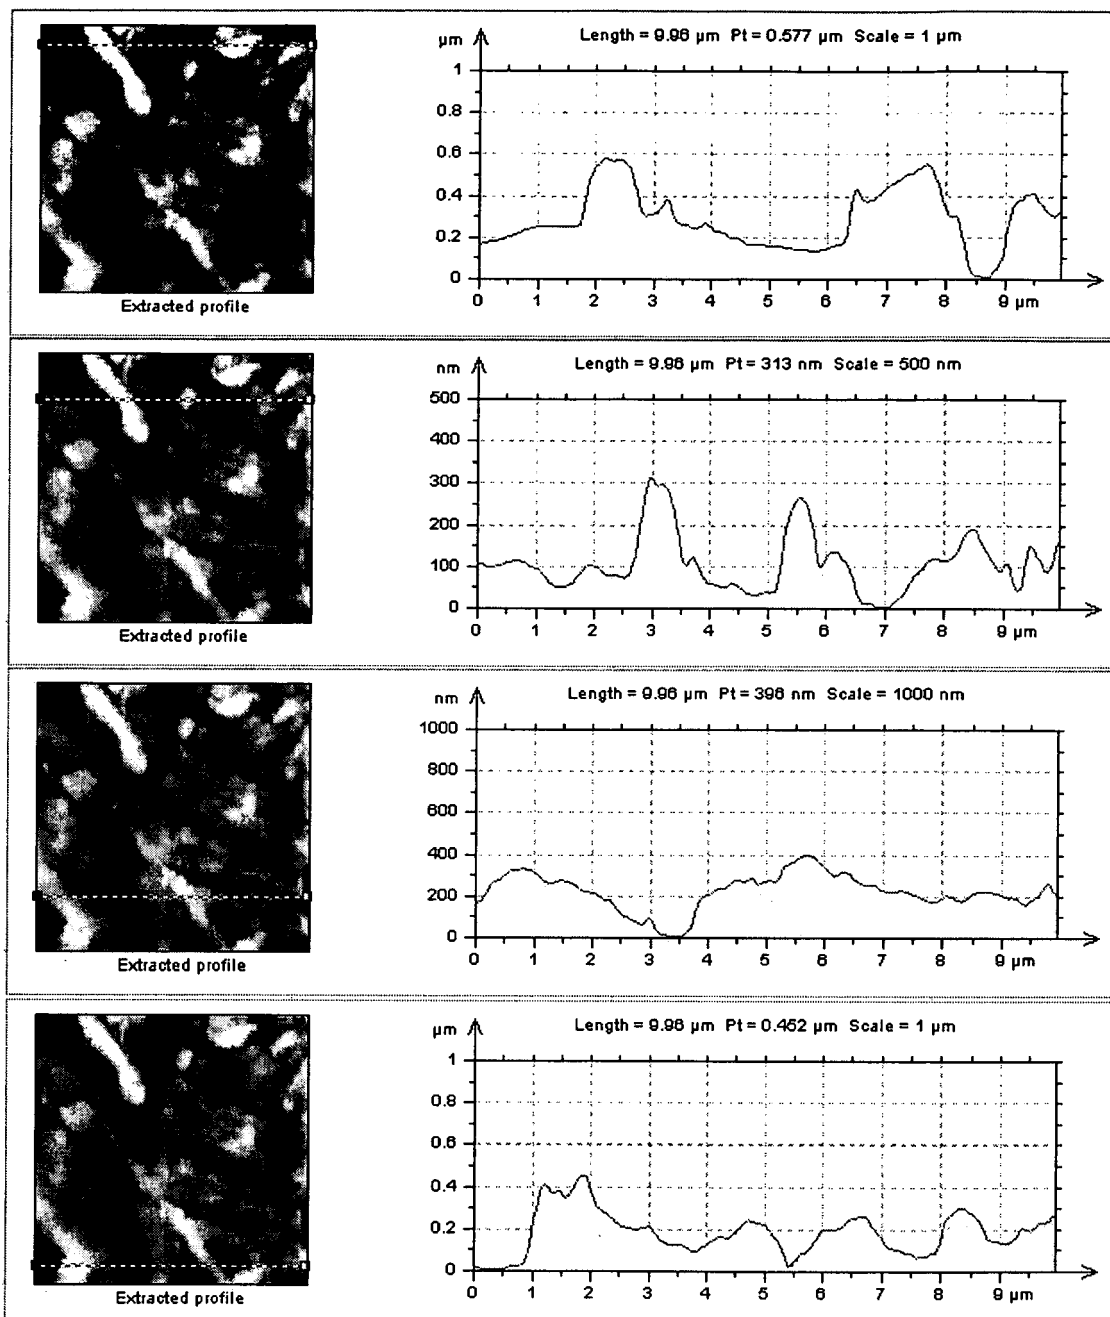 µm Length = 9.96 µm Pt = 0.577 µm Scale = 1 µm
1
0.8
0.6
0.4
0.2
0
0 1 2 3 4 5 6 7 8 9 µm
Extracted profile
nm Length = 9.96 µm Pt = 313 nm Scale = 500 nm
500
400
300
200
100
0
0 1 2 3 4 5 6 7 8 9 µm
Extracted profile
nm Length = 9.96 µm Pt = 396 nm Scale = 1000 nm
1000
800
600
400
200
0
0 1 2 3 4 5 6 7 8 9 µm
Extracted profile
µm Length = 9.96 µm Pt = 0.452 µm Scale = 1 µm
1
0.8
0.6
0.4
0.2
0
0 1 2 3 4 5 6 7 8 9 µm
Extracted profile